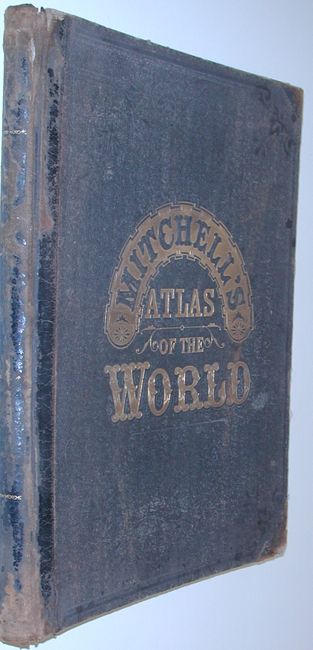 MITCHELL'S
ATLAS
OF THE
WORLD